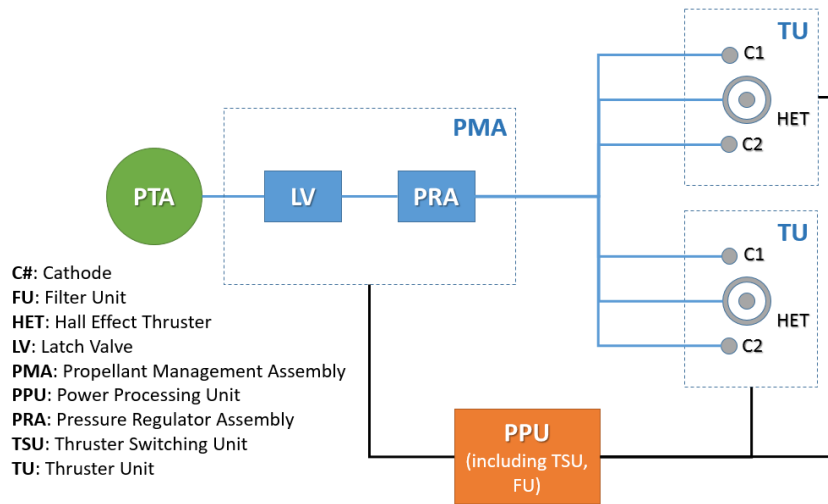 TU
C1
HET
C2
PMA
PTA
LV
PRA
TU
C1
HET
C2
C#: Cathode
FU: Filter Unit
HET: Hall Effect Thruster
LV: Latch Valve
PMA: Propellant Management Assembly
PPU: Power Processing Unit
PRA: Pressure Regulator Assembly
TSU: Thruster Switching Unit
TU: Thruster Unit
PPU
(including TSU,
FU)